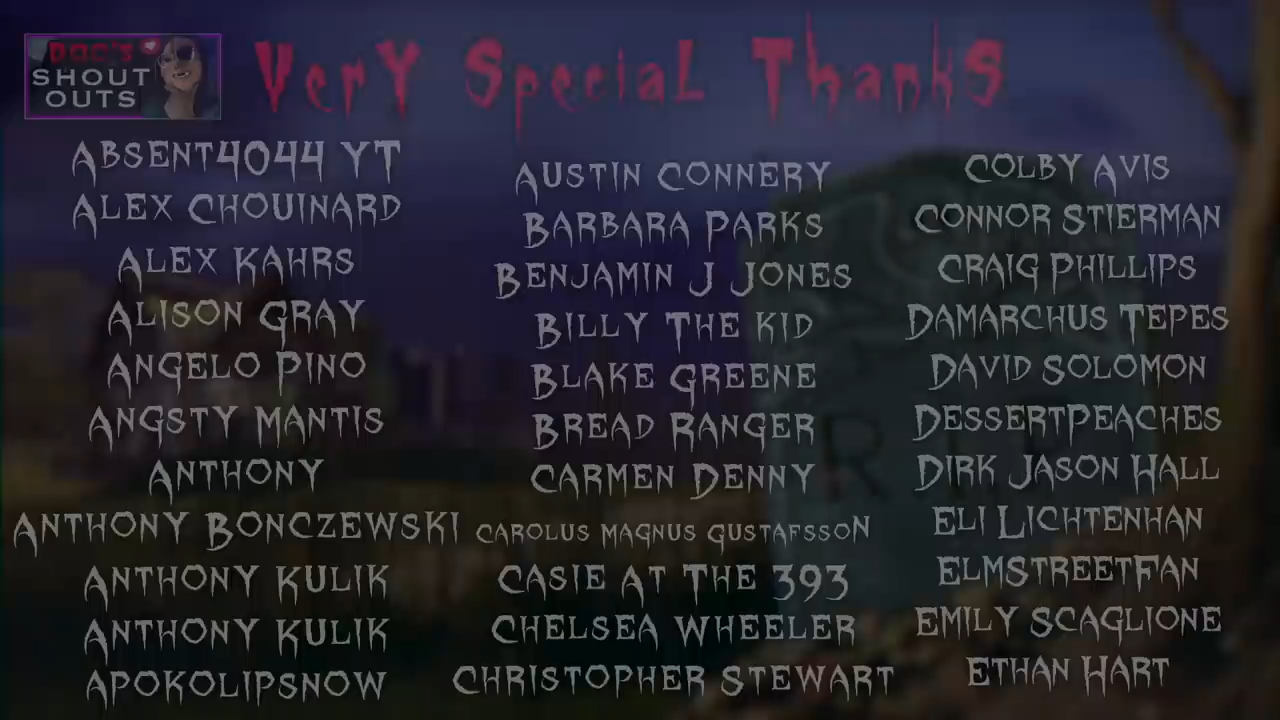 DOC'S
SHOUT
OUTS
VerY SpeciaL ThankS
ABSENT4044 YT
ALEX CHOUINARD
ALEX KAHRS
ALISON GRAY
ANGELO PINO
ANGSTY MANTIS
ANTHONY
ANTHONY BONCZEWSKI
ANTHONY KULIK
ANTHONY KULIK
APOKOLIPSNOW
AUSTIN CONNERY
BARBARA PARKS
BENJAMIN J JONES
BILLY THE KID
BLAKE GREENE
BREAD RANGER
CARMEN DENNY
CAROLUS MAGNUS GUSTAFSSON
CASIE AT THE 393
CHELSEA WHEELER
CHRISTOPHER STEWART
COLBY AVIS
CONNOR STIERMAN
CRAIG PHILLIPS
DAMARCHUS TEPES
DAVID SOLOMON
DESSERTPEACHES
DIRK JASON HALL
ELI LICHTENHAN
ELMSTREETFAN
EMILY SCAGLIONE
ETHAN HART
R I P